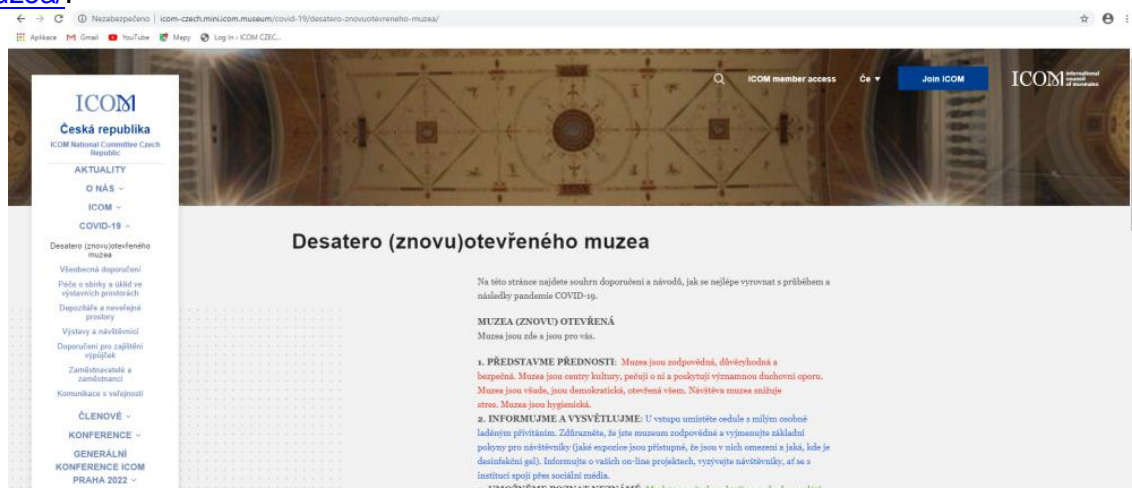 uzea/.
Nezabezpečeno | icom-czech.mini.icom.museum/covid-19/desatero-znovuotevreneho-muzea/
Aplikace Gmail YouTube Mapy Log In ‹ ICOM CZEC...
ICOM member access Če Join ICOM ICOM international council of museums
ICOM
Česká republika
ICOM National Committee Czech
Republic
AKTUALITY
O NÁS
ICOM
COVID-19
Desatero (znovu)otevřeného
muzea
Všeobecná doporučení
Péče o sbírky a úklid ve
výstavních prostorách
Depozitáře a neveřejné
prostory
Výstavy a návštěvníci
Doporučení pro zajištění
výpůjček
Zaměstnavatelé a
zaměstnanci
Komunikace s veřejností
ČLENOVÉ
KONFERENCE
GENERÁLNÍ
KONFERENCE ICOM
PRAHA 2022
Desatero (znovu)otevřeného muzea
Na této stránce najdete souhrn doporučení a návodů, jak se nejlépe vyrovnat s průběhem a
následky pandemie COVID-19.
MUZEA (ZNOVU) OTEVŘENÁ
Muzea jsou zde a jsou pro vás.
1. PŘEDSTAVME PŘEDNOSTI: Muzea jsou zodpovědná, důvěryhodná a
bezpečná. Muzea jsou centry kultury, pečují o ni a poskytují významnou duchovní oporu.
Muzea jsou všude, jsou demokratická, otevřená všem. Návštěva muzea snižuje
stres. Muzea jsou hygienická.
2. INFORMUJME A VYSVĚTLUJME: U vstupu umístěte cedule s milým osobně
laděným přivítáním. Zdůrazněte, že jste muzeum zodpovědné a vyjmenujte základní
pokyny pro návštěvníky (jaké expozice jsou přístupné, že jsou v nich omezení a jaká, kde je
desinfekční gel). Informujte o vašich on-line projektech, vyzývejte návštěvníky, ať se s
institucí spojí přes sociální média.